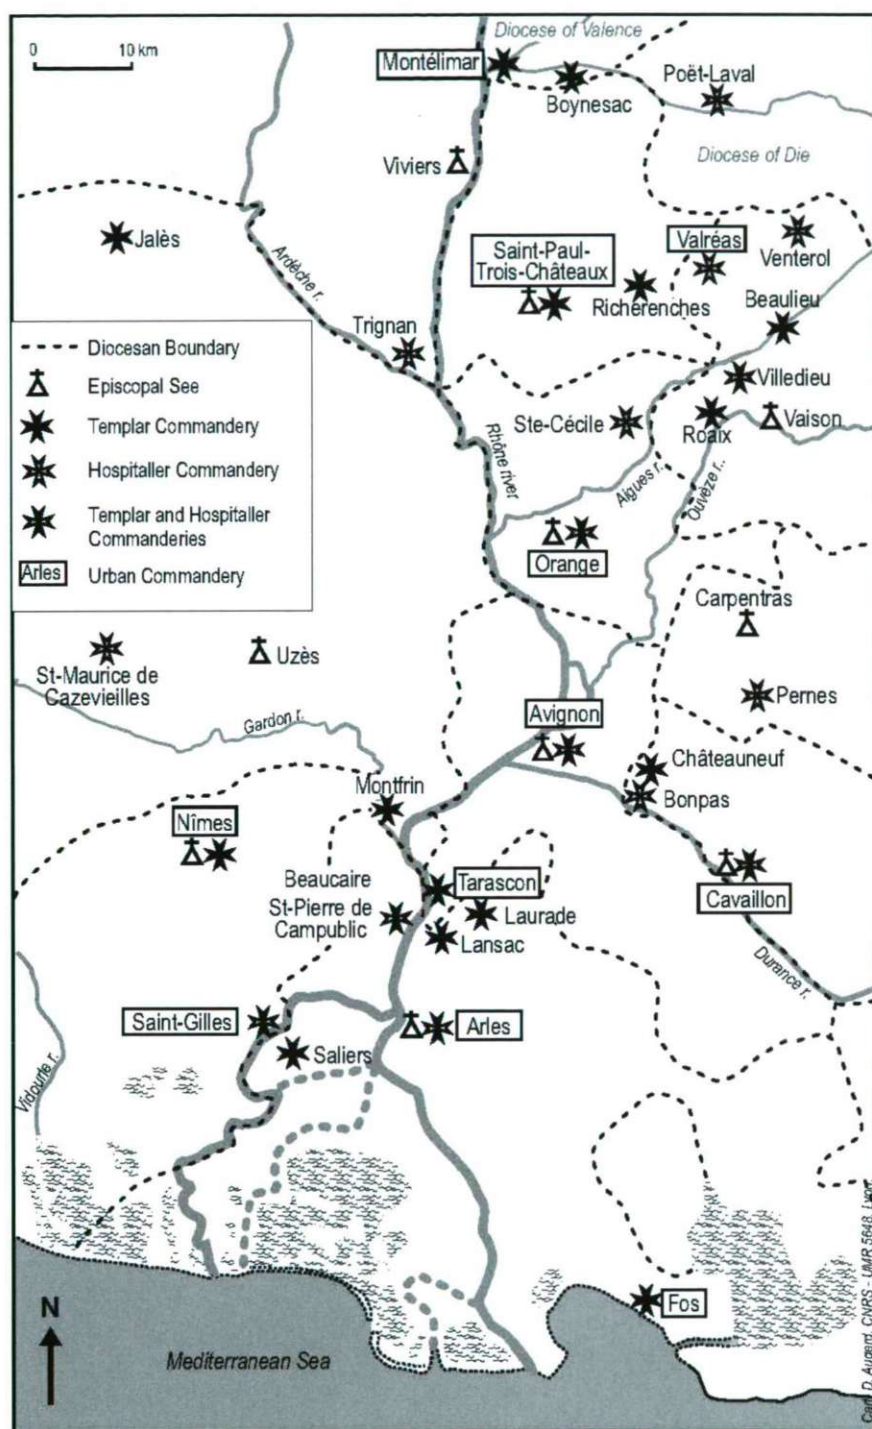 0
10 km
Diocese of Valence
Montélimar
Boynesac
Poët-Laval
Viviers
Diocese of Die
Jalès
Ardèche r.
Saint-Paul-
Trois-Châteaux
Valréas
Venterol
Richerenches
Beaulieu
Trignan
Diocesan Boundary
Episcopal See
Templar Commandery
Hospitaller Commandery
Templar and Hospitaller
Commanderies
Arles
Urban Commandery
Villedieu
Ste-Cécile
Roaix
Vaison
Rhône river
Aigues r.
Ouvèze r..
Orange
Carpentras
St-Maurice de
Cazevieilles
Uzès
Pernes
Gardon r.
Avignon
Châteauneuf
Montfrin
Bonpas
Nîmes
Beaucaire
Tarascon
Cavaillon
St-Pierre de
Campublic
Laurade
Lansac
Durance r.
Saint-Gilles
Arles
Saliers
Vidourle r.
Fos
N
Mediterranean Sea
Cart. D. Augerd, CNRS - UMR 5648, Lyon